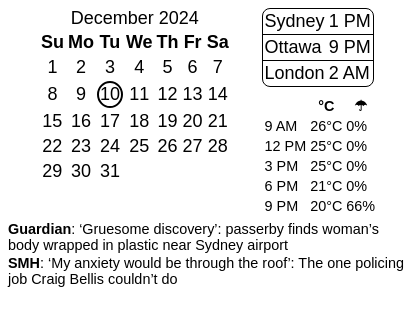 December 2024
Su Mo Tu We Th Fr Sa
1 2 3 4 5 6 7
8 9 10 11 12 13 14
15 16 17 18 19 20 21
22 23 24 25 26 27 28
29 30 31
Sydney 1 PM
Ottawa 9 PM
London 2 AM
°C ☂
9 AM 26°C 0%
12 PM 25°C 0%
3 PM 25°C 0%
6 PM 21°C 0%
9 PM 20°C 66%
Guardian: ‘Gruesome discovery’: passerby finds woman’s
body wrapped in plastic near Sydney airport
SMH: ‘My anxiety would be through the roof’: The one policing
job Craig Bellis couldn’t do